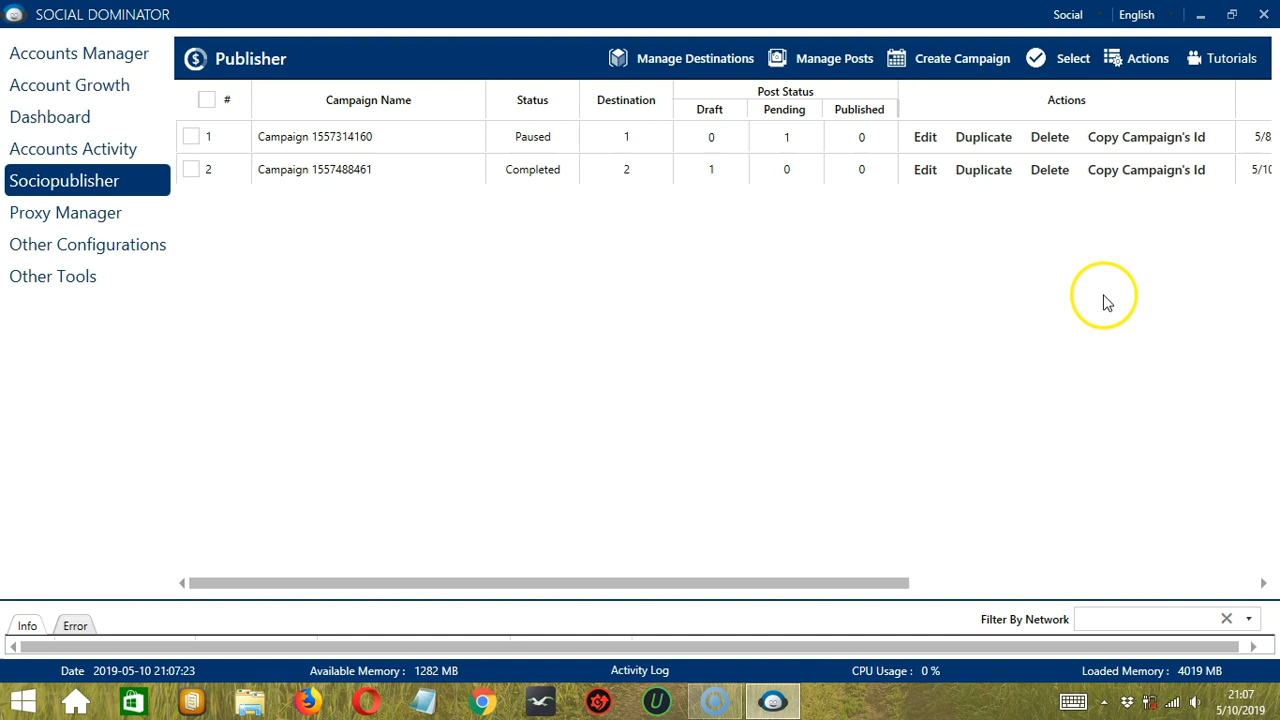 SOCIAL DOMINATOR Social English
Accounts Manager
Account Growth
Dashboard
Accounts Activity
Sociopublisher
Proxy Manager
Other Configurations
Other Tools
Publisher Manage Destinations Manage Posts Create Campaign Select Actions Tutorials
# Campaign Name Status Destination Post Status Actions
Draft Pending Published
1 Campaign 1557314160 Paused 1 0 1 0 Edit Duplicate Delete Copy Campaign's Id 5/8
2 Campaign 1557488461 Completed 2 1 0 0 Edit Duplicate Delete Copy Campaign's Id 5/10
Info Error Filter By Network
Date 2019-05-10 21:07:23 Available Memory : 1282 MB Activity Log CPU Usage : 0 % Loaded Memory : 4019 MB
21:07
5/10/2019